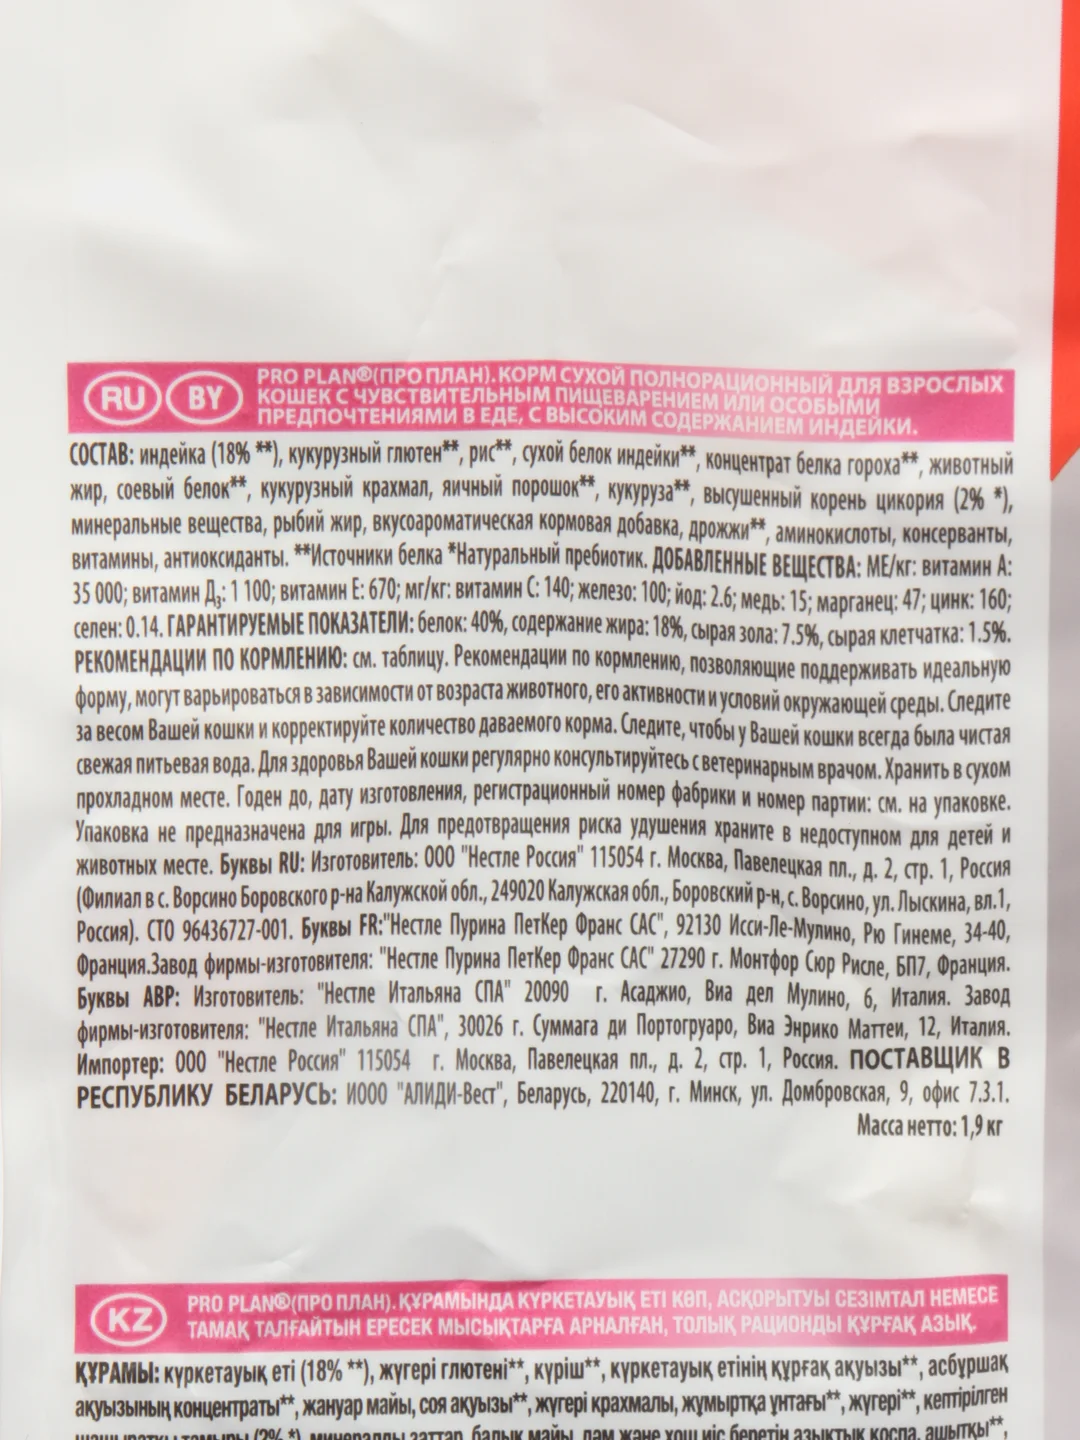 RU BY
PRO PLAN®(ПРО ПЛАН). КОРМ СУХОЙ ПОЛНОРАЦИОННЫЙ ДЛЯ ВЗРОСЛЫХ
КОШЕК С ЧУВСТВИТЕЛЬНЫМ ПИЩЕВАРЕНИЕМ ИЛИ ОСОБЫМИ
ПРЕДПОЧТЕНИЯМИ В ЕДЕ, С ВЫСОКИМ СОДЕРЖАНИЕМ ИНДЕЙКИ.
СОСТАВ: индейка (18% **), кукурузный глютен**, рис**, сухой белок индейки**, концентрат белка гороха**, животный
жир, соевый белок**, кукурузный крахмал, яичный порошок**, кукуруза**, высушенный корень цикория (2% *),
минеральные вещества, рыбий жир, вкусоароматическая кормовая добавка, дрожжи**, аминокислоты, консерванты,
витамины, антиоксиданты. **Источники белка *Натуральный пребиотик. ДОБАВЛЕННЫЕ ВЕЩЕСТВА: МЕ/кг: витамин А:
35 000; витамин Д₃: 1 100; витамин Е: 670; мг/кг: витамин С: 140; железо: 100; йод: 2.6; медь: 15; марганец: 47; цинк: 160;
селен: 0.14. ГАРАНТИРУЕМЫЕ ПОКАЗАТЕЛИ: белок: 40%, содержание жира: 18%, сырая зола: 7.5%, сырая клетчатка: 1.5%.
РЕКОМЕНДАЦИИ ПО КОРМЛЕНИЮ: см. таблицу. Рекомендации по кормлению, позволяющие поддерживать идеальную
форму, могут варьироваться в зависимости от возраста животного, его активности и условий окружающей среды. Следите
за весом Вашей кошки и корректируйте количество даваемого корма. Следите, чтобы у Вашей кошки всегда была чистая
свежая питьевая вода. Для здоровья Вашей кошки регулярно консультируйтесь с ветеринарным врачом. Хранить в сухом
прохладном месте. Годен до, дату изготовления, регистрационный номер фабрики и номер партии: см. на упаковке.
Упаковка не предназначена для игры. Для предотвращения риска удушения храните в недоступном для детей и
животных месте. Буквы RU: Изготовитель: ООО "Нестле Россия" 115054 г. Москва, Павелецкая пл., д. 2, стр. 1, Россия
(Филиал в с. Ворсино Боровского р-на Калужской обл., 249020 Калужская обл., Боровский р-н, с. Ворсино, ул. Лыскина, вл.1,
Россия). СТО 96436727-001. Буквы FR:"Нестле Пурина ПетКер Франс САС", 92130 Исси-Ле-Мулино, Рю Гинеме, 34-40,
Франция.Завод фирмы-изготовителя: "Нестле Пурина ПетКер Франс САС" 27290 г. Монтфор Сюр Рисле, БП7, Франция.
Буквы АВР: Изготовитель: "Нестле Итальяна СПА" 20090 г. Асаджио, Виа дел Мулино, 6, Италия. Завод
фирмы-изготовителя: "Нестле Итальяна СПА", 30026 г. Суммага ди Портогруаро, Виа Энрико Маттеи, 12, Италия.
Импортер: ООО "Нестле Россия" 115054 г. Москва, Павелецкая пл., д. 2, стр. 1, Россия. ПОСТАВЩИК В
РЕСПУБЛИКУ БЕЛАРУСЬ: ИООО "АЛИДИ-Вест", Беларусь, 220140, г. Минск, ул. Домбровская, 9, офис 7.3.1.
Масса нетто: 1,9 кг
KZ
PRO PLAN®(ПРО ПЛАН). ҚҰРАМЫНДА КҮРКЕТАУЫҚ ЕТІ КӨП, АСҚОРЫТУЫ СЕЗІМТАЛ НЕМЕСЕ
ТАМАҚ ТАЛҒАЙТЫН ЕРЕСЕК МЫСЫҚТАРҒА АРНАЛҒАН, ТОЛЫҚ РАЦИОНДЫ ҚҰРҒАҚ АЗЫҚ.
ҚҰРАМЫ: күркетауық еті (18% **), жүгері глютені**, күріш**, күркетауық етінің құрғақ ақуызы**, асбұршақ
ақуызының концентраты**, жануар майы, соя ақуызы**, жүгері крахмалы, жұмыртқа ұнтағы**, жүгері**, кептірілген
шашыратқы тамыры (2% *), минералды заттар, балық майы, дәм және хош иіс беретін азықтық қоспа, ашытқы**,